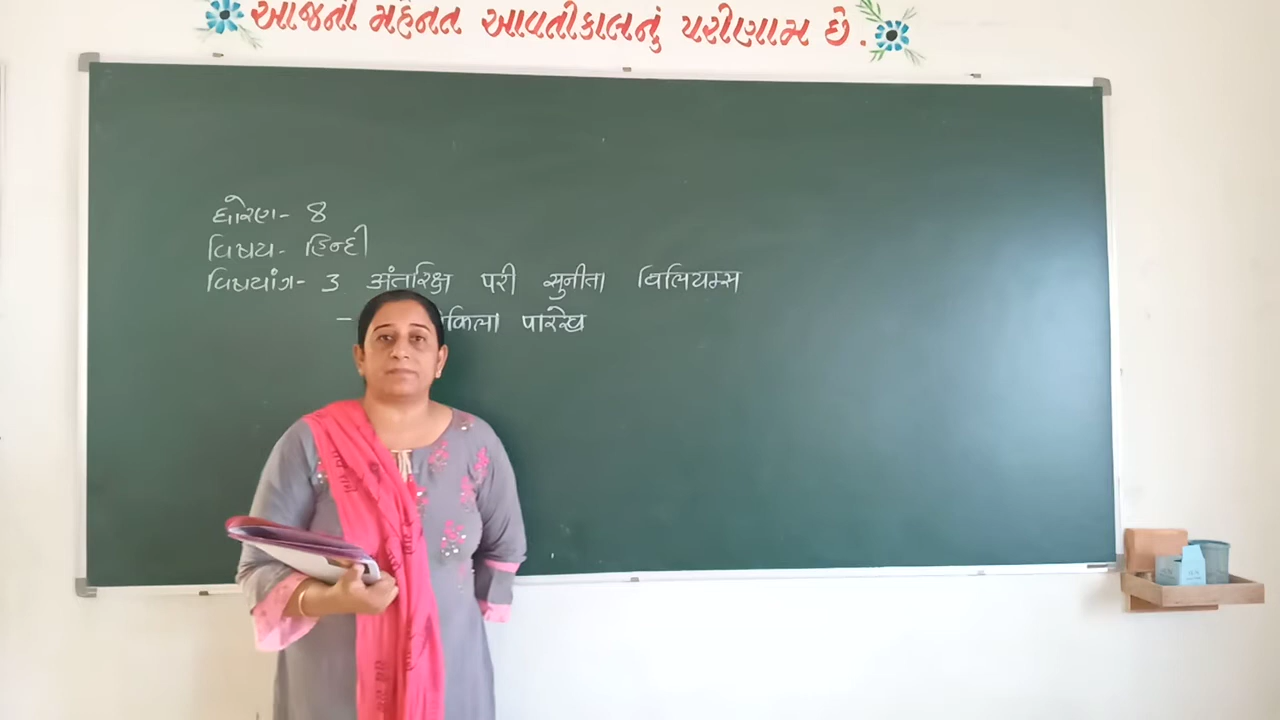 આજની મહેનત આવતીકાલનું પરીણામ છે.
ધોરણ- 8
વિષય- हिन्दी
વિષયાંગ- 3 अंतरिक्ष परी सुनीता विलियम्स
- पारेख